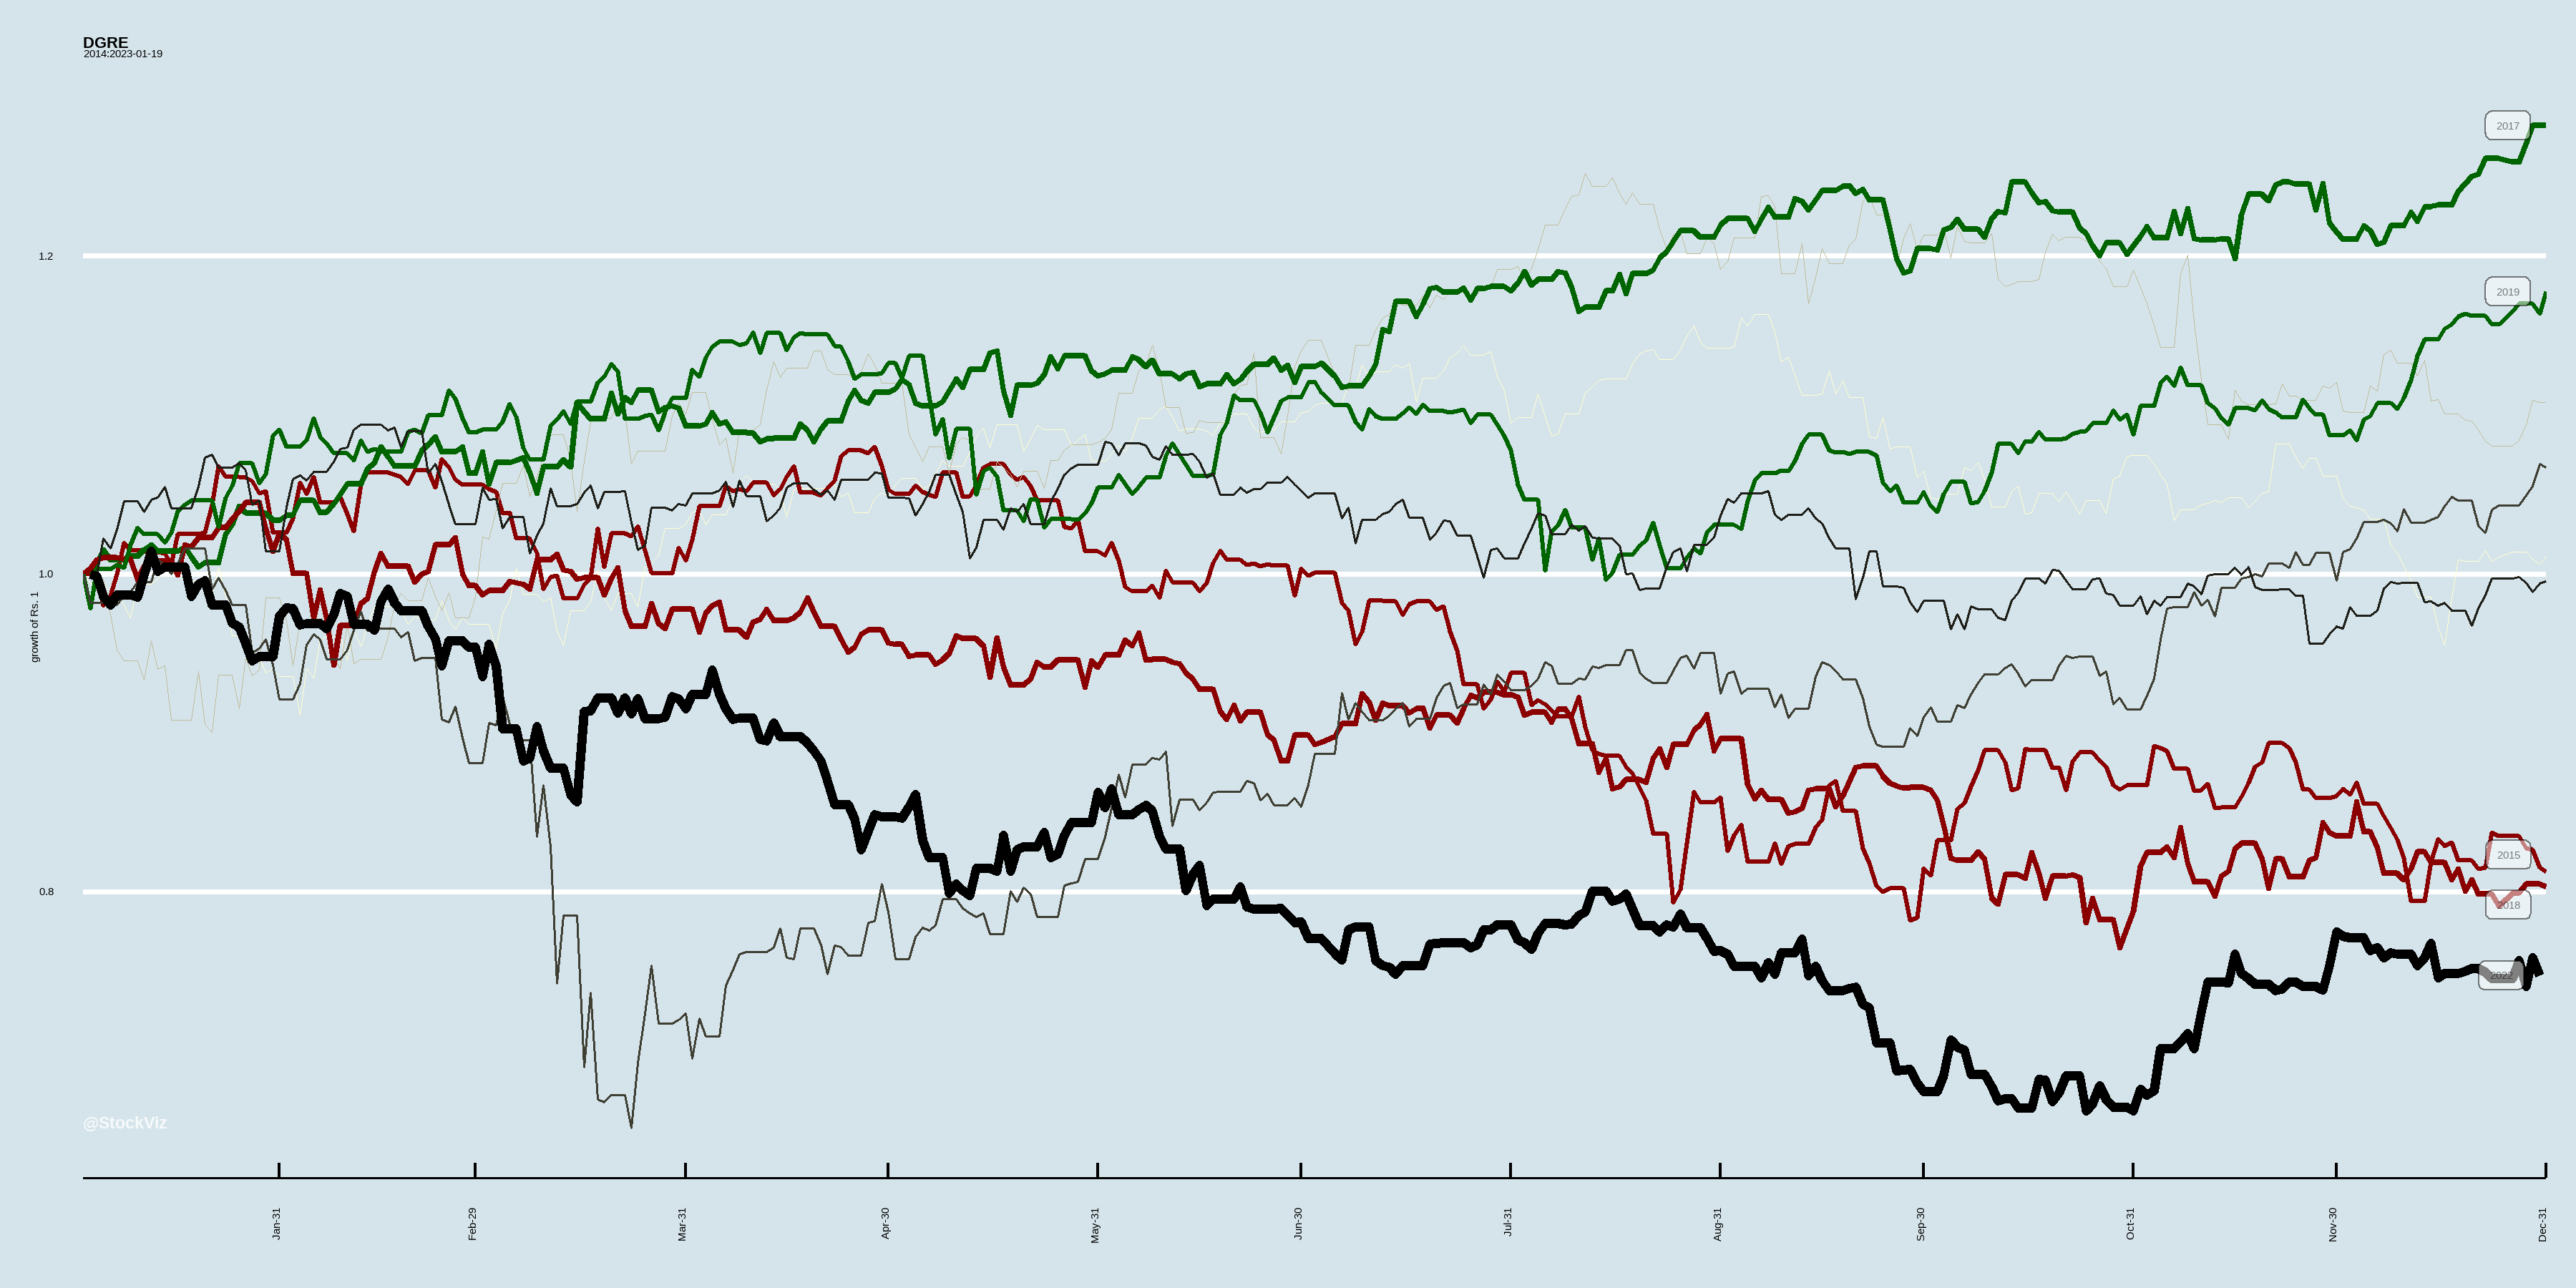 DGRE
2014:2023-01-19
2017
1.2
2019
1.0
growth of Rs. 1
2015
0.8
2018
2022
@StockViz
Jan-31
Feb-29
Mar-31
Apr-30
May-31
Jun-30
Jul-31
Aug-31
Sep-30
Oct-31
Nov-30
Dec-31